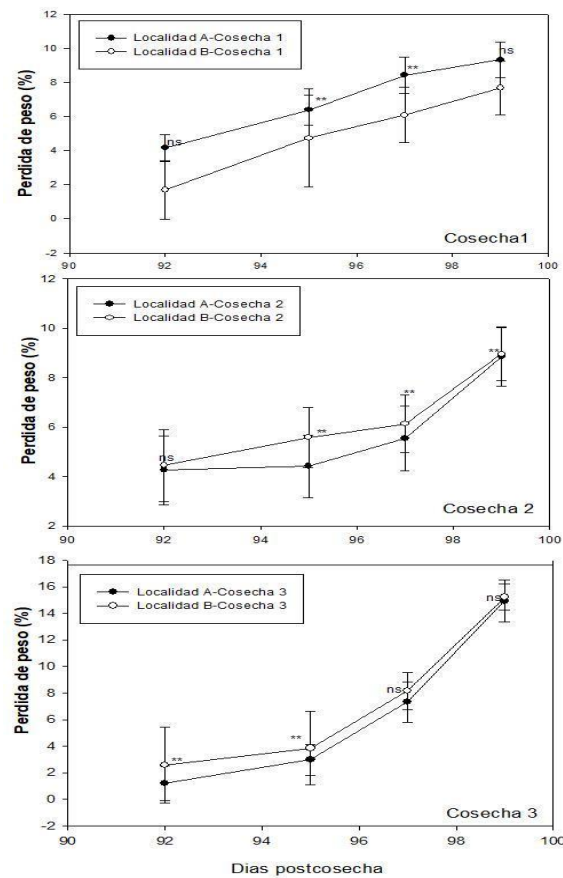 12
Localidad A-Cosecha 1
Localidad B-Cosecha 1
ns
10
**
8
**
6
ns
4
2
0
-2
Perdida de peso (%)
Cosecha1
90 92 94 96 98 100
12
Localidad A-Cosecha 2
Localidad B-Cosecha 2
10
**
8
**
6
**
ns
4
2
Perdida de peso (%)
Cosecha 2
90 92 94 96 98 100
18
Localidad A-Cosecha 3
Localidad B-Cosecha 3
16
ns
14
12
10
ns
8
6
**
4
**
2
0
-2
Perdida de peso (%)
Cosecha 3
90 92 94 96 98 100
Dias postcosecha